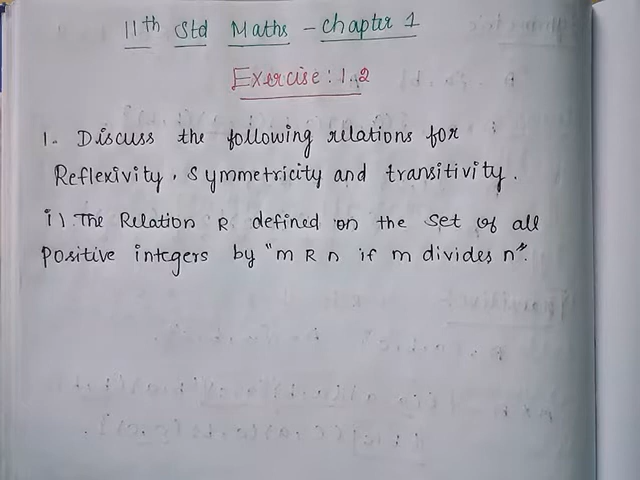 11th Std Maths - Chapter 1
Exercise: 1.2
1. Discuss the following relations for
Reflexivity, Symmetricity and transitivity.
i) The Relation R defined on the set of all
Positive integers by "m R n if m divides n".